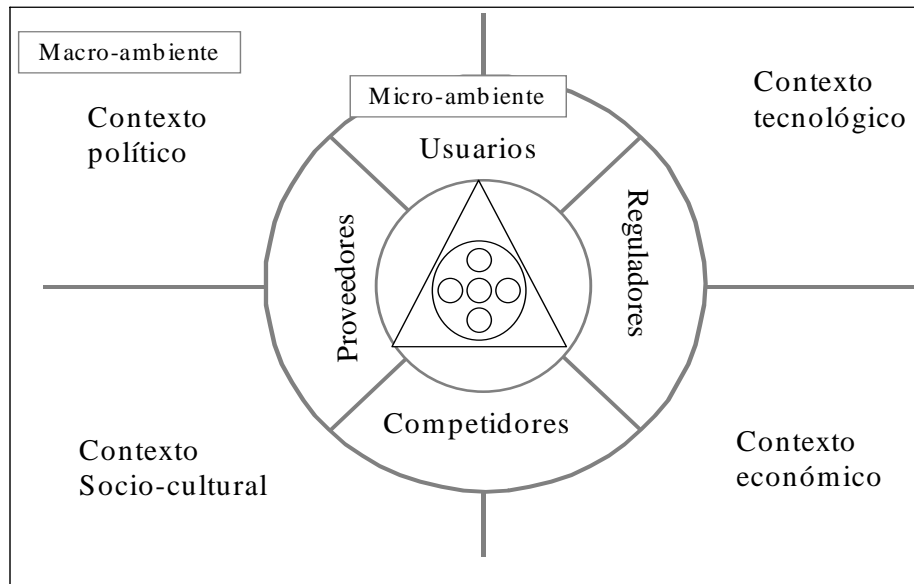 Macro-ambiente
Contexto
político
Micro-ambiente
Usuarios
Contexto
tecnológico
Proveedores
Reguladores
Competidores
Contexto
Socio-cultural
Contexto
económico